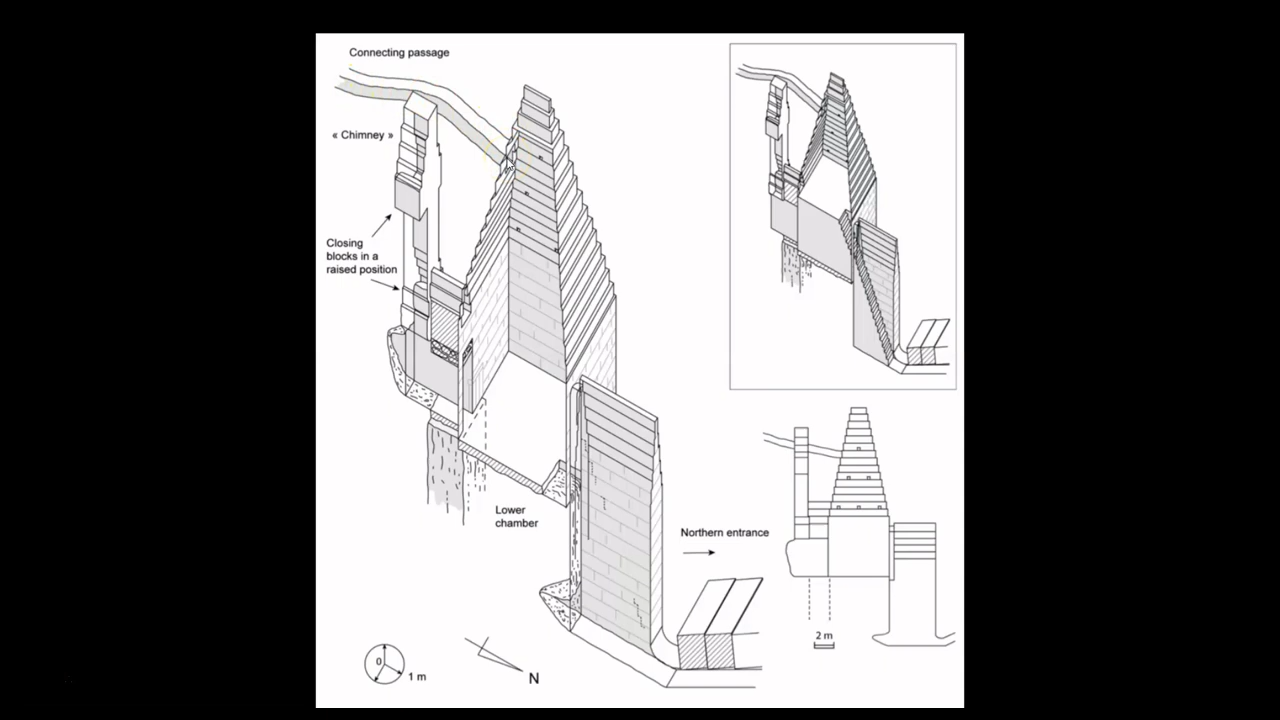 Connecting passage
« Chimney »
Closing
blocks in a
raised position
Lower
chamber
Northern entrance
2 m
0
1 m
N